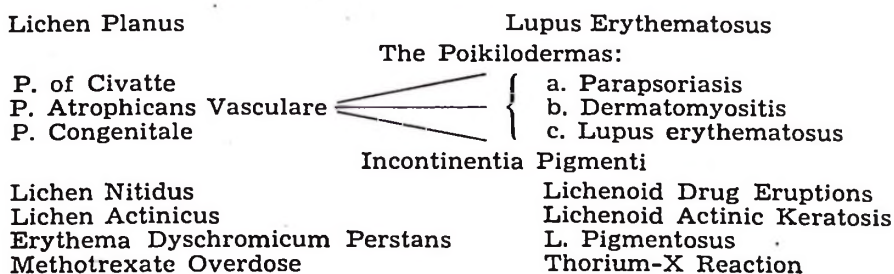 Lichen Planus Lupus Erythematosus
The Poikilodermas:
P. of Civatte a. Parapsoriasis
P. Atrophicans Vasculare b. Dermatomyositis
P. Congenitale c. Lupus erythematosus
Incontinentia Pigmenti
Lichen Nitidus Lichenoid Drug Eruptions
Lichen Actinicus Lichenoid Actinic Keratosis
Erythema Dyschromicum Perstans L. Pigmentosus
Methotrexate Overdose Thorium-X Reaction